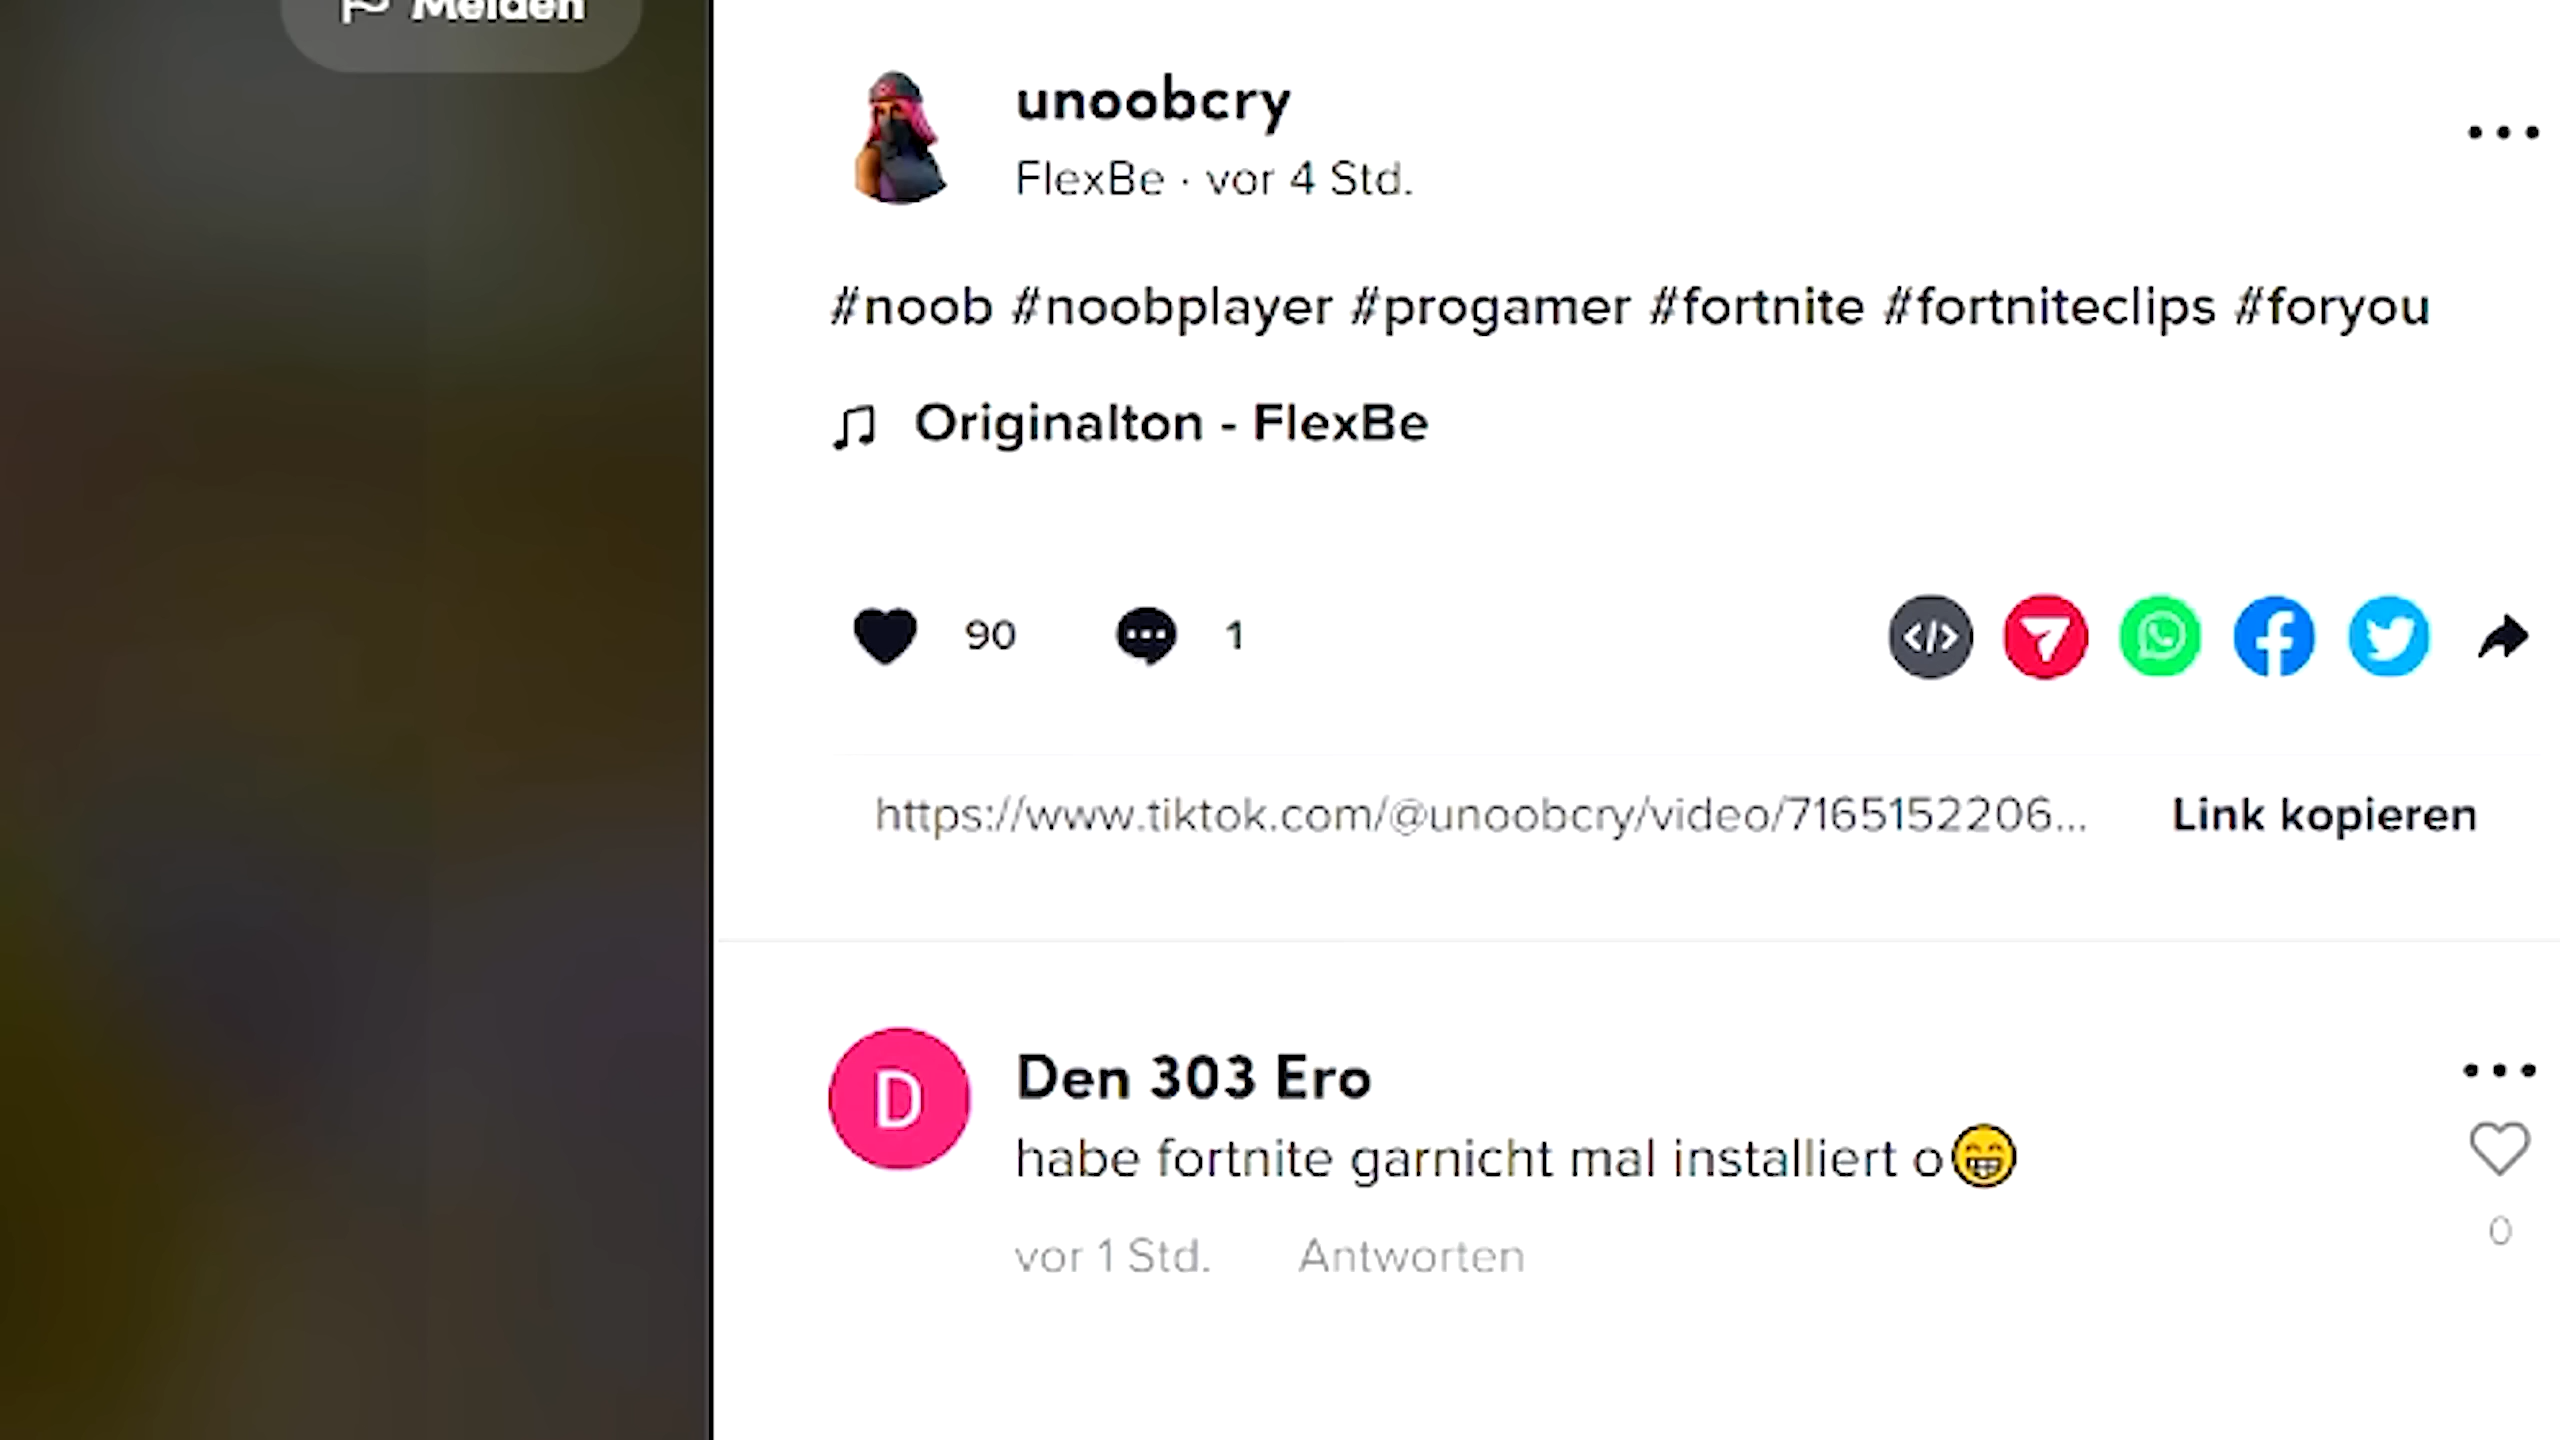 Melden
unoobcry
FlexBe · vor 4 Std.
#noob #noobplayer #progamer #fortnite #fortniteclips #foryou
Originalton - FlexBe
90
1
https://www.tiktok.com/@unoobcry/video/7165152206...
Link kopieren
D
Den 303 Ero
habe fortnite garnicht mal installiert o😁
vor 1 Std.
Antworten
0